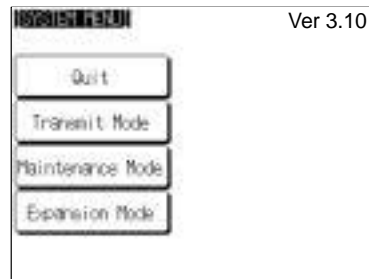 [SYSTEM MENU]
Ver 3.10
Quit
Transmit Mode
Maintenance Mode
Expansion Mode